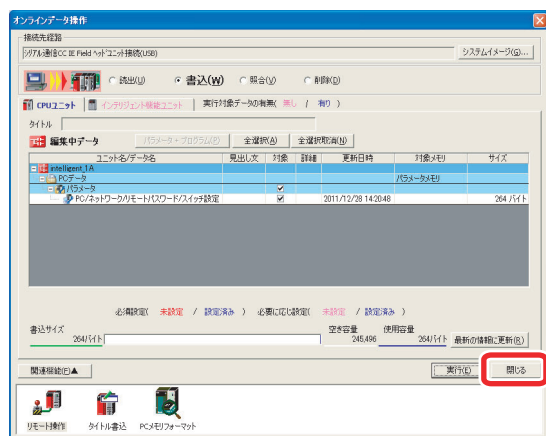 オンラインデータ操作
接続先経路
シリアル通信CC IE Field ヘッドユニット接続(USB)
システムイメージ(G)...
読出(U) 書込(W) 照合(V) 削除(D)
CPUユニット インテリジェント機能ユニット 実行対象データの有無( 無し / 有り )
タイトル
編集中データ パラメータ+プログラム(P) 全選択(A) 全選択取消(N)
ユニット名/データ名 見出し文 対象 詳細 更新日時 対象メモリ サイズ
intelligent_1A
PCデータ パラメータメモリ
パラメータ
PC/ネットワーク/リモートパスワード/スイッチ設定 2011/12/28 14:20:48 264 バイト
必須設定( 未設定 / 設定済み ) 必要に応じ設定( 未設定 / 設定済み )
書込サイズ 空き容量 使用容量
264バイト 245,496 264バイト 最新の情報に更新(R)
関連機能(F)▲ 実行(E) 閉じる
リモート操作 タイトル書込 PCメモリフォーマット